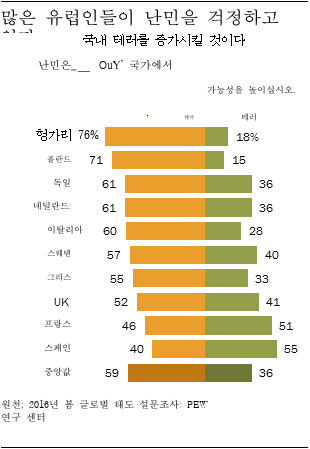 많은 유럽인들이 난민을 걱정하고
국내 테러를 증가시킬 것이다
난민은_ __ OuY 국가에서
가능성을 높이십시오.
테러
헝가리 76% 18%
폴란드 71 15
독일 61 36
네덜란드: 61 36
이탈리아 60 28
스웨덴 57 40
그리스 55 33
UK 52 41
프랑스 46 51
스페인 40 55
중앙값 59 36
원천; 2016년 봄 글로벌 태도 설문조사: PEW
연구 센터